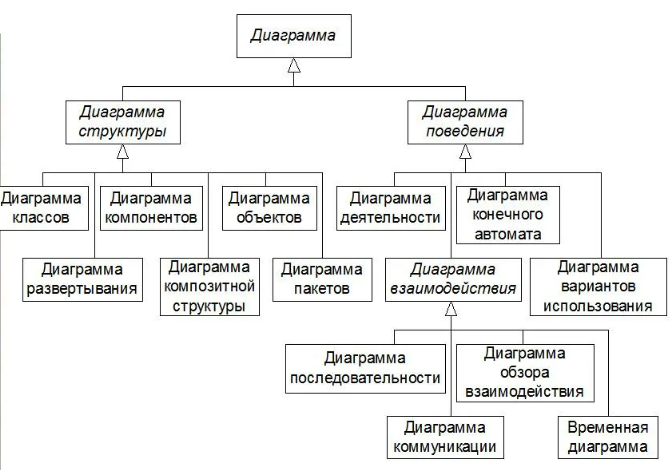 Диаграмма
Диаграмма
структуры
Диаграмма
поведения
Диаграмма
классов
Диаграмма
компонентов
Диаграмма
объектов
Диаграмма
деятельности
Диаграмма
конечного
автомата
Диаграмма
развертывания
Диаграмма
композитной
структуры
Диаграмма
пакетов
Диаграмма
взаимодействия
Диаграмма
вариантов
использования
Диаграмма
последовательности
Диаграмма
обзора
взаимодействия
Диаграмма
коммуникации
Временная
диаграмма